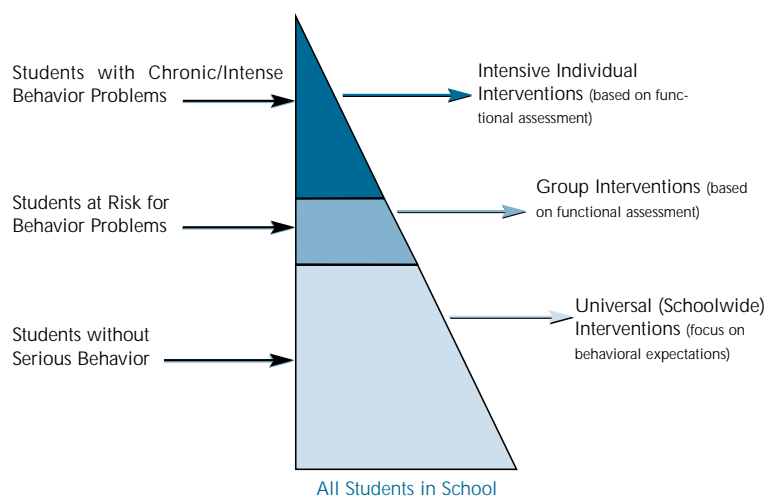 Students with Chronic/Intense
Behavior Problems
Intensive Individual
Interventions (based on func-
tional assessment)
Students at Risk for
Behavior Problems
Group Interventions (based
on functional assessment)
Students without
Serious Behavior
Universal (Schoolwide)
Interventions (focus on
behavioral expectations)
All Students in School